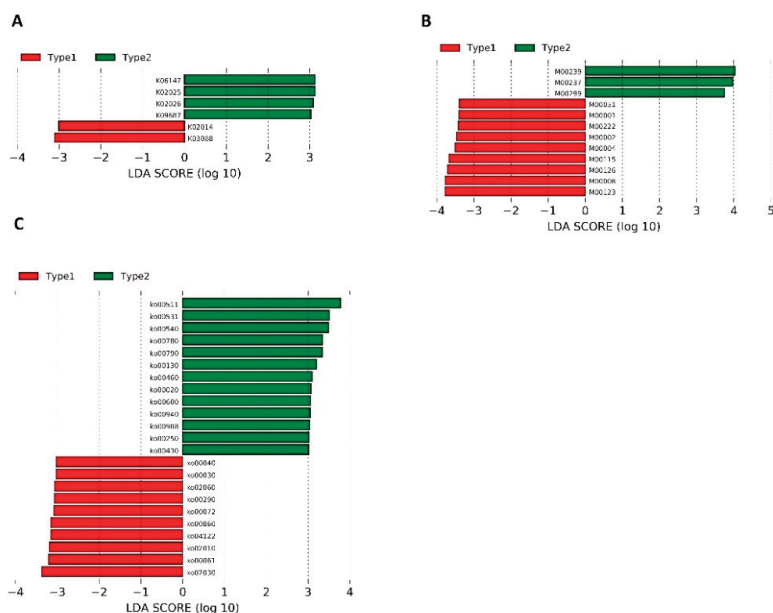 A
Type1 Type2
K06147
K02025
K02026
K09687
K02014
K03088
−4 −3 −2 −1 0 1 2 3
LDA SCORE (log 10)
B
Type1 Type2
M00239
M00237
M00299
M00051
M00001
M00222
M00002
M00004
M00115
M00126
M00006
M00123
−4 −3 −2 −1 0 1 2 3 4 5
LDA SCORE (log 10)
C
Type1 Type2
ko00511
ko00531
ko00540
ko00780
ko00790
ko00130
ko00460
ko00020
ko00600
ko00940
ko00908
ko00250
ko00430
ko00040
ko00030
ko02060
ko00290
ko00072
ko00860
ko04122
ko02010
ko00061
ko02030
−4 −3 −2 −1 0 1 2 3 4
LDA SCORE (log 10)